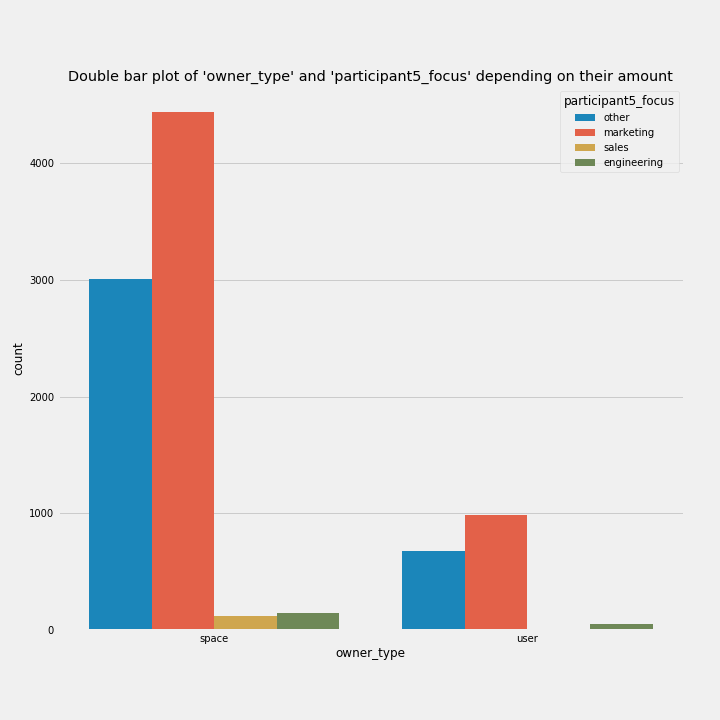 Double bar plot of 'owner_type' and 'participant5_focus' depending on their amount
participant5_focus
other
marketing
sales
engineering
4000
3000
2000
1000
0
count
space
user
owner_type